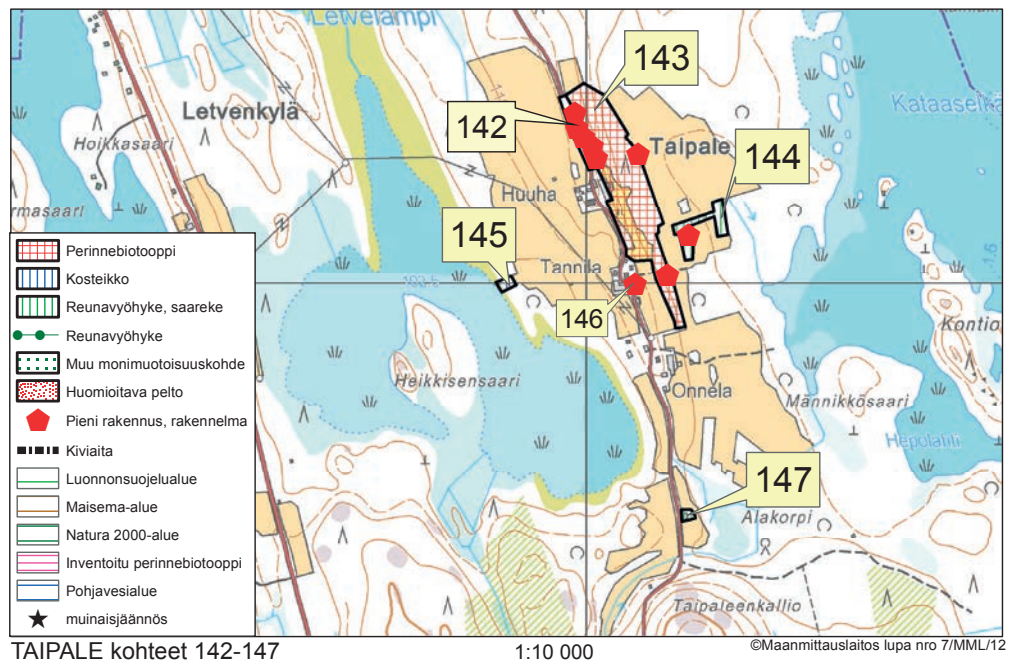 Letvelampi
Letvenkylä
Hoikkasaari
rmasaari
143
142
Taipale
144
Kataaselkä
Huuha
145
Tannila
102.5
146
Heikkisensaari
Onnela
Männikkösaari
Kontio
Hepolahti
147
Alakorpi
Taipaleenkallio
Perinnebiotooppi
Kosteikko
Reunavyöhyke, saareke
Reunavyöhyke
Muu monimuotoisuuskohde
Huomioitava pelto
Pieni rakennus, rakennelma
Kiviaita
Luonnonsuojelualue
Maisema-alue
Natura 2000-alue
Inventoitu perinnebiotooppi
Pohjavesialue
muinaisjäännös
TAIPALE kohteet 142-147
1:10 000
©Maanmittauslaitos lupa nro 7/MML/12